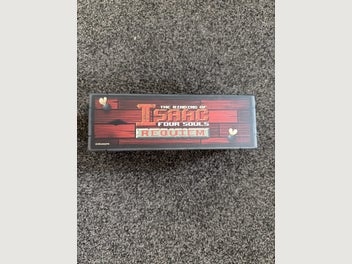 THE BINDING OF
ISAAC
FOUR SOULS
REQUIEM